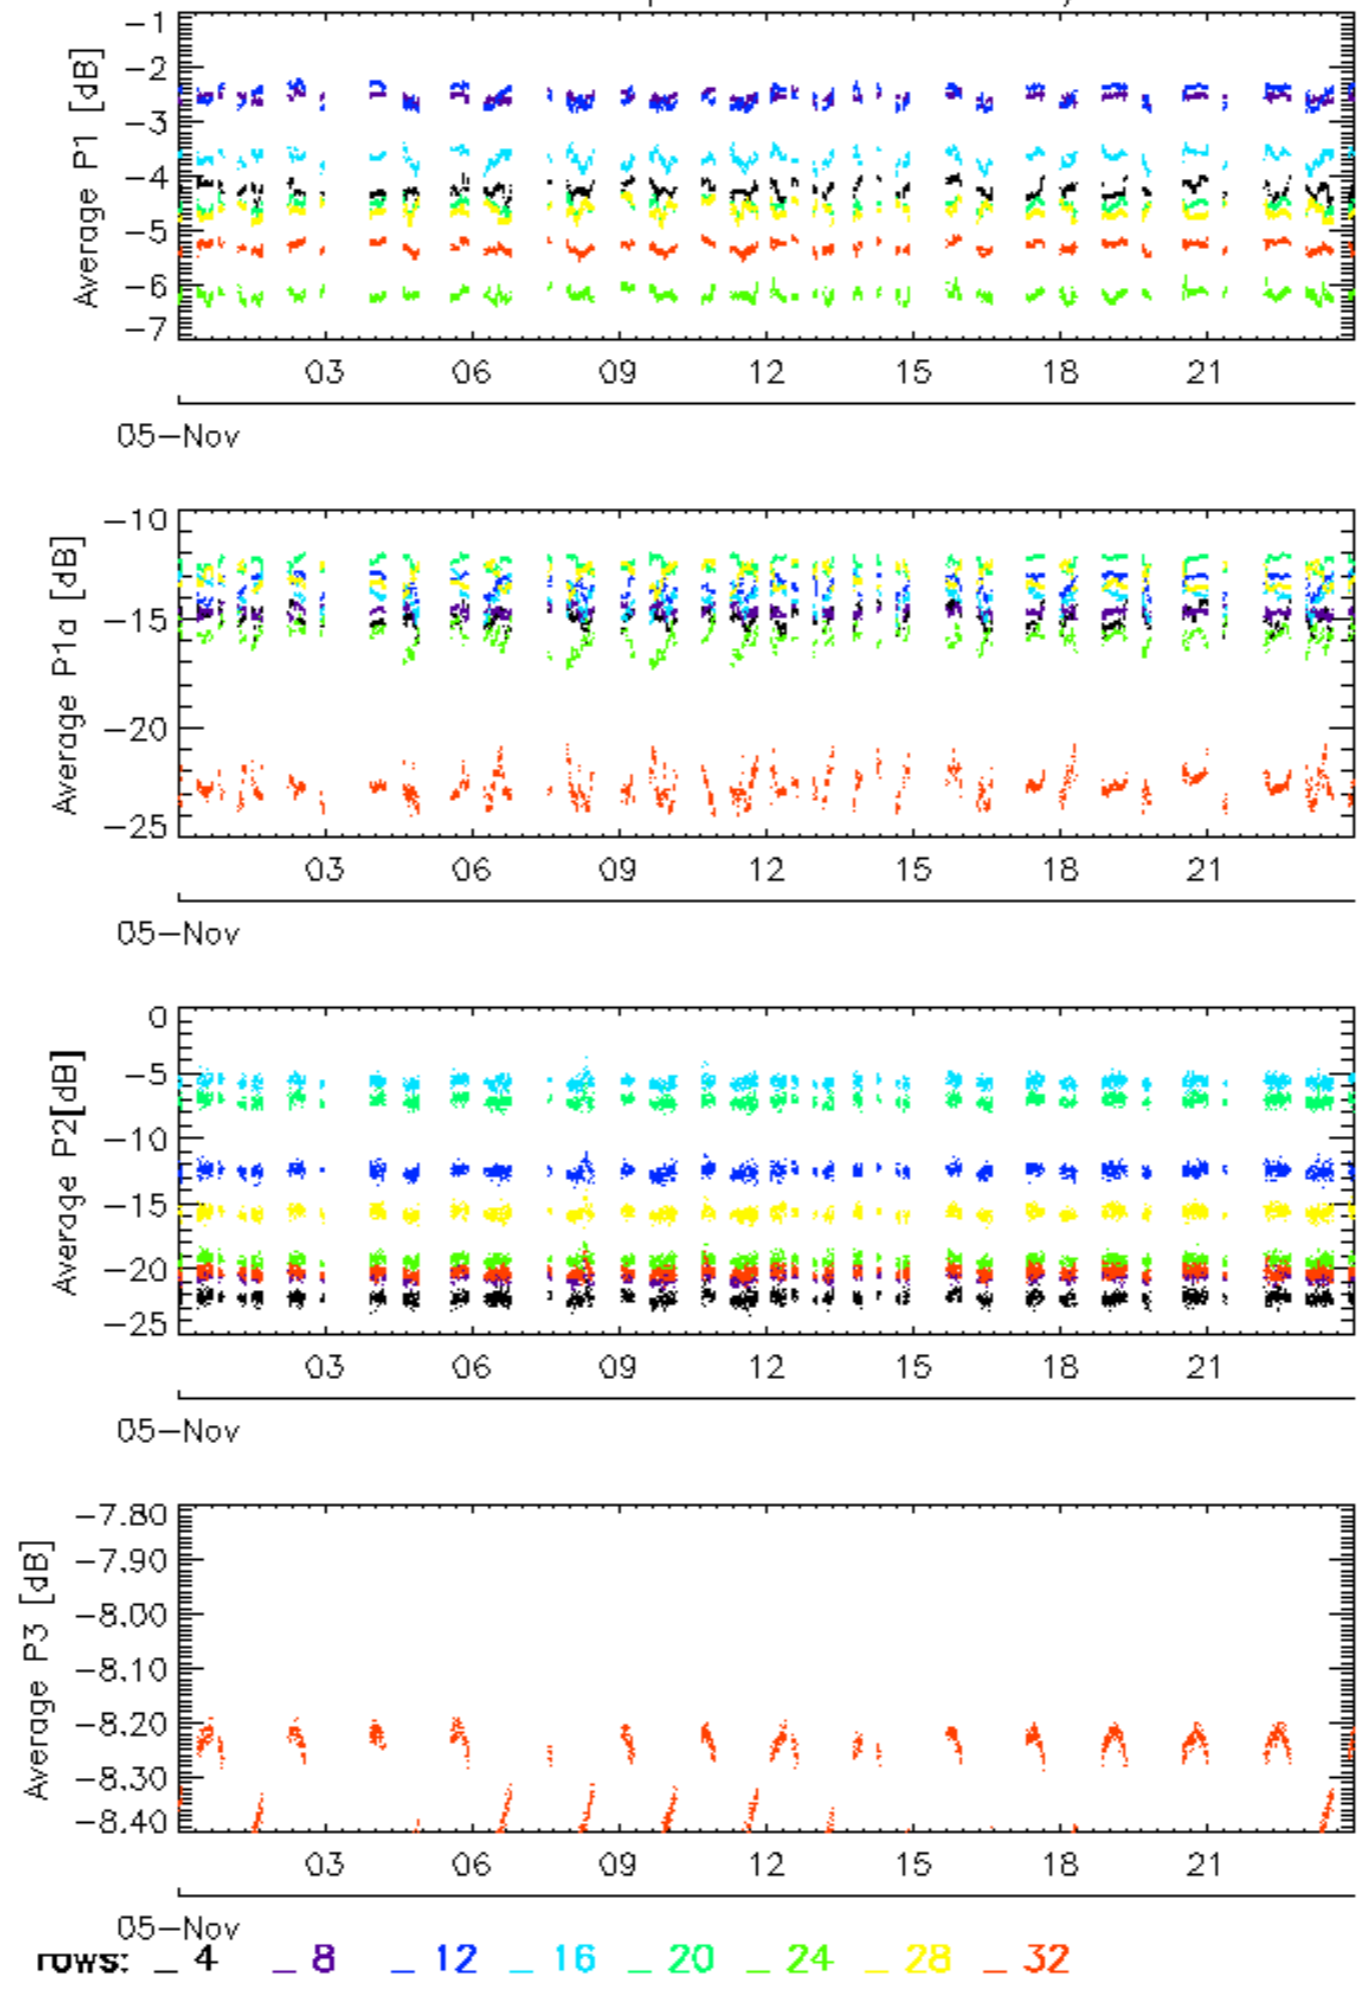 -1
-2
-3
-4
-5
-6
-7
Average P1 [dB]
03 06 09 12 15 18 21
05-Nov
-10
-15
-20
-25
Average P1a [dB]
03 06 09 12 15 18 21
05-Nov
0
-5
-10
-15
-20
-25
Average P2[dB]
03 06 09 12 15 18 21
05-Nov
-7.80
-7.90
-8.00
-8.10
-8.20
-8.30
-8.40
Average P3 [dB]
03 06 09 12 15 18 21
05-Nov
rows: _ 4 _ 8 _ 12 _ 16 _ 20 _ 24 _ 28 _ 32